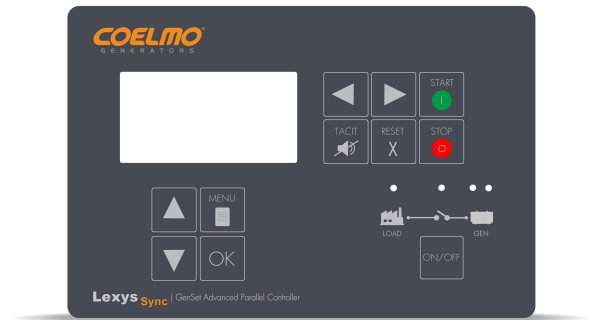 COELMO®
GENERATORS
START
I
TACIT
RESET
STOP
X
O
MENU
LOAD
GEN
OK
ON/OFF
Lexys Sync | GenSet Advanced Parallel Controller